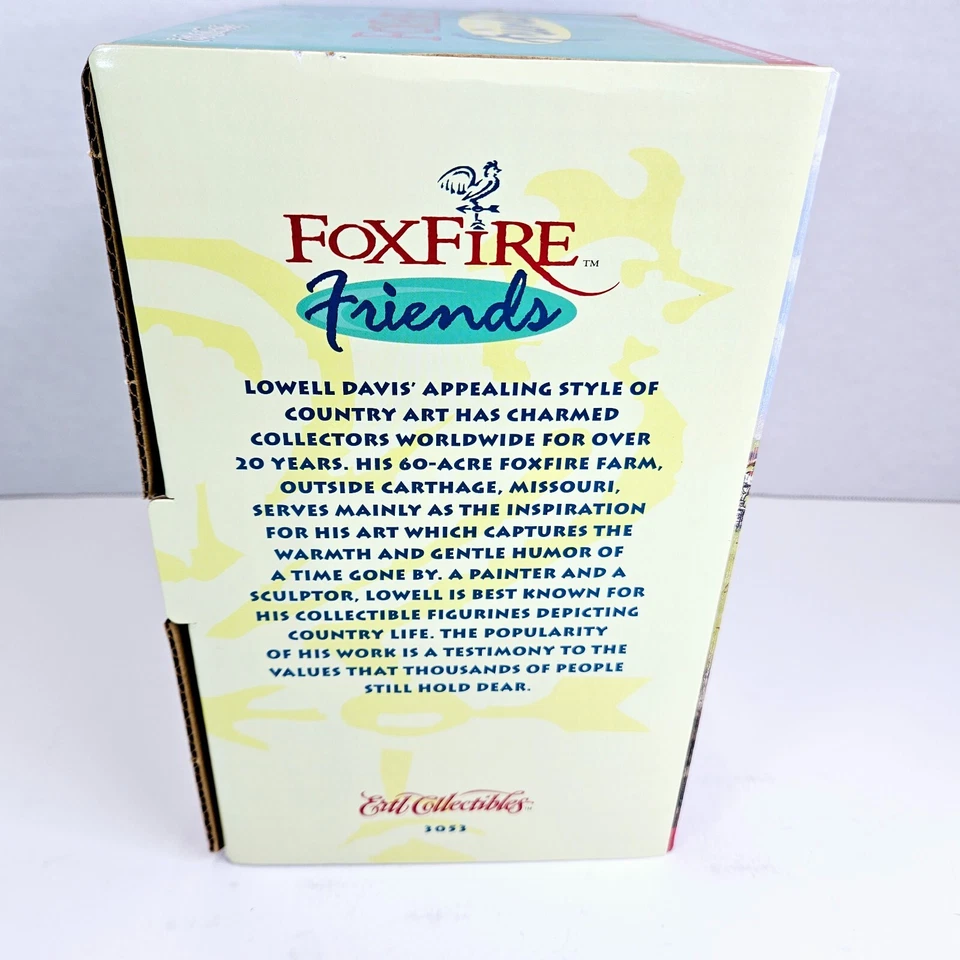 FOXFIRE™
L
Friends
LOWELL DAVIS' APPEALING STYLE OF
COUNTRY ART HAS CHARMED
COLLECTORS WORLDWIDE FOR OVER
20 YEARS. HIS 60-ACRE FOXFIRE FARM,
OUTSIDE CARTHAGE, MISSOURI,
SERVES MAINLY AS THE INSPIRATION
FOR HIS ART WHICH CAPTURES THE
WARMTH AND GENTLE HUMOR OF
A TIME GONE BY. A PAINTER AND A
SCULPTOR, LOWELL IS BEST KNOWN FOR
HIS COLLECTIBLE FIGURINES DEPICTING
COUNTRY LIFE. THE POPULARITY
OF HIS WORK IS A TESTIMONY TO THE
VALUES THAT THOUSANDS OF PEOPLE
STILL HOLD DEAR.
Ertl Collectibles™
3053